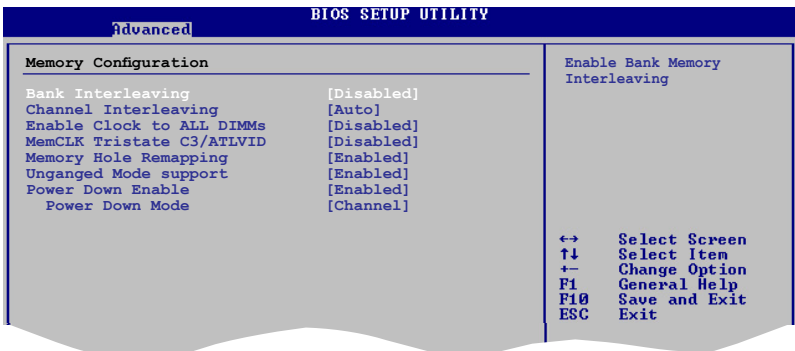 BIOS SETUP UTILITY
Advanced
Memory Configuration
Bank Interleaving [Disabled]
Channel Interleaving [Auto]
Enable Clock to ALL DIMMs [Disabled]
MemCLK Tristate C3/ATLVID [Disabled]
Memory Hole Remapping [Enabled]
Unganged Mode support [Enabled]
Power Down Enable [Enabled]
Power Down Mode [Channel]
Enable Bank Memory
Interleaving
←→ Select Screen
↑↓ Select Item
+- Change Option
F1 General Help
F10 Save and Exit
ESC Exit